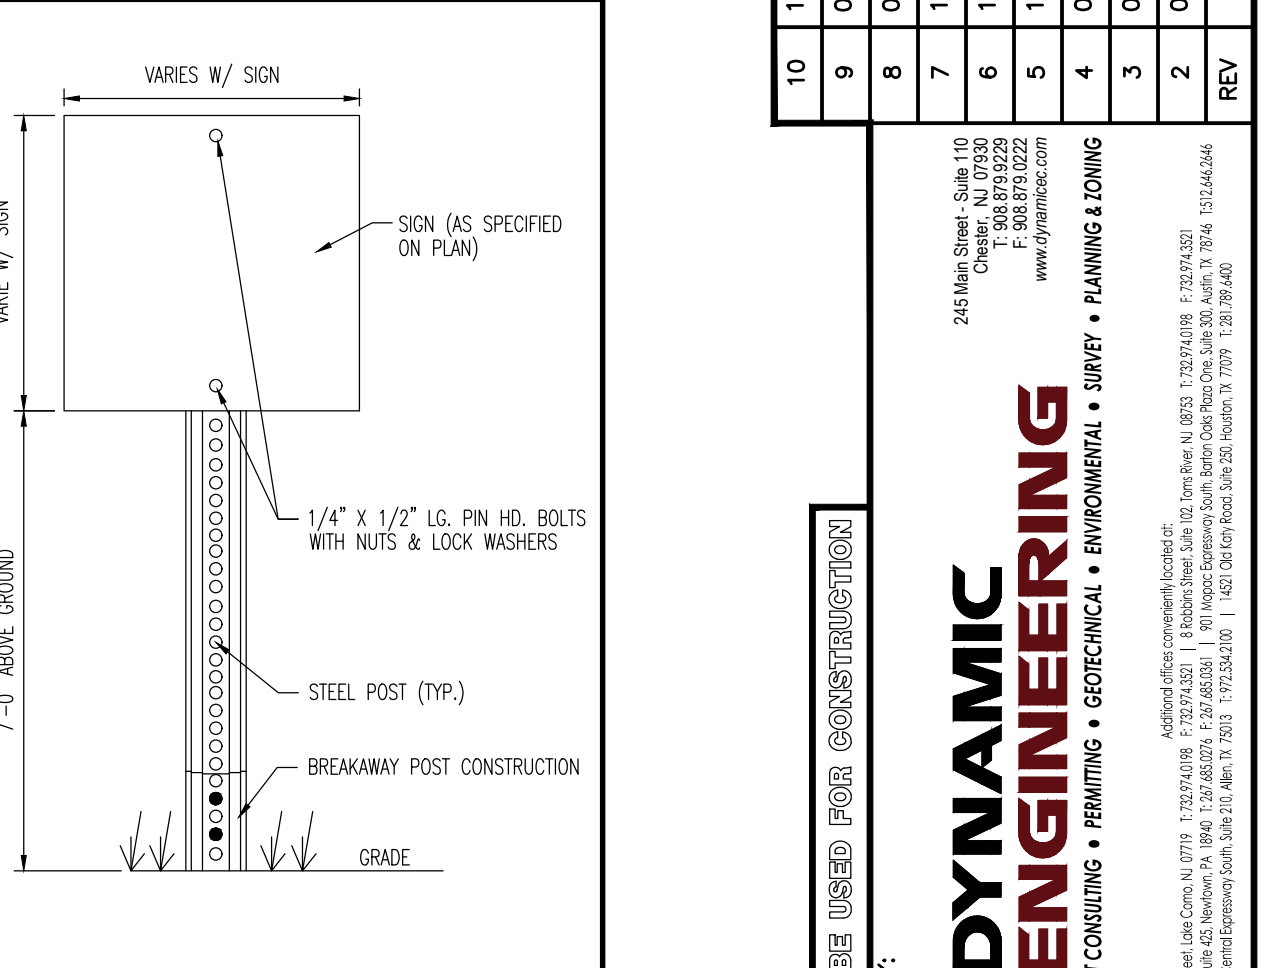 VARIES W/ SIGN
VARIE W/ SIGN
SIGN (AS SPECIFIED
ON PLAN)
1/4" X 1/2" LG. PIN HD. BOLTS
WITH NUTS & LOCK WASHERS
ABOVE GROUND
STEEL POST (TYP.)
BREAKAWAY POST CONSTRUCTION
GRADE
10
9
8
7
6
5
4
3
2
REV
BE USED FOR CONSTRUCTION
DYNAMIC
ENGINEERING
245 Main Street - Suite 110
Chester, NJ 07930
T: 908.879.9229
F: 908.879.0222
www.dynamicec.com
CONSULTING • PERMITTING • GEOTECHNICAL • ENVIRONMENTAL • SURVEY • PLANNING & ZONING
Additional offices conveniently located at:
Lake Como, NJ 07719 T: 732.974.0198 F: 732.974.3521 | 8 Robbins Street, Suite 102, Toms River, NJ 08753 T: 732.974.0198 F: 732.974.3521
425, Newtown, PA 18940 T: 267.685.0276 F: 267.685.0361 | 901 Mopac Expressway South, Barton Oaks Plaza One, Suite 300, Austin, TX 78746 T:512.646.2646
Expressway South, Suite 210, Allen, TX 75013 T: 972.534.2100 | 14521 Old Katy Road, Suite 250, Houston, TX 77079 T: 281.789.6400